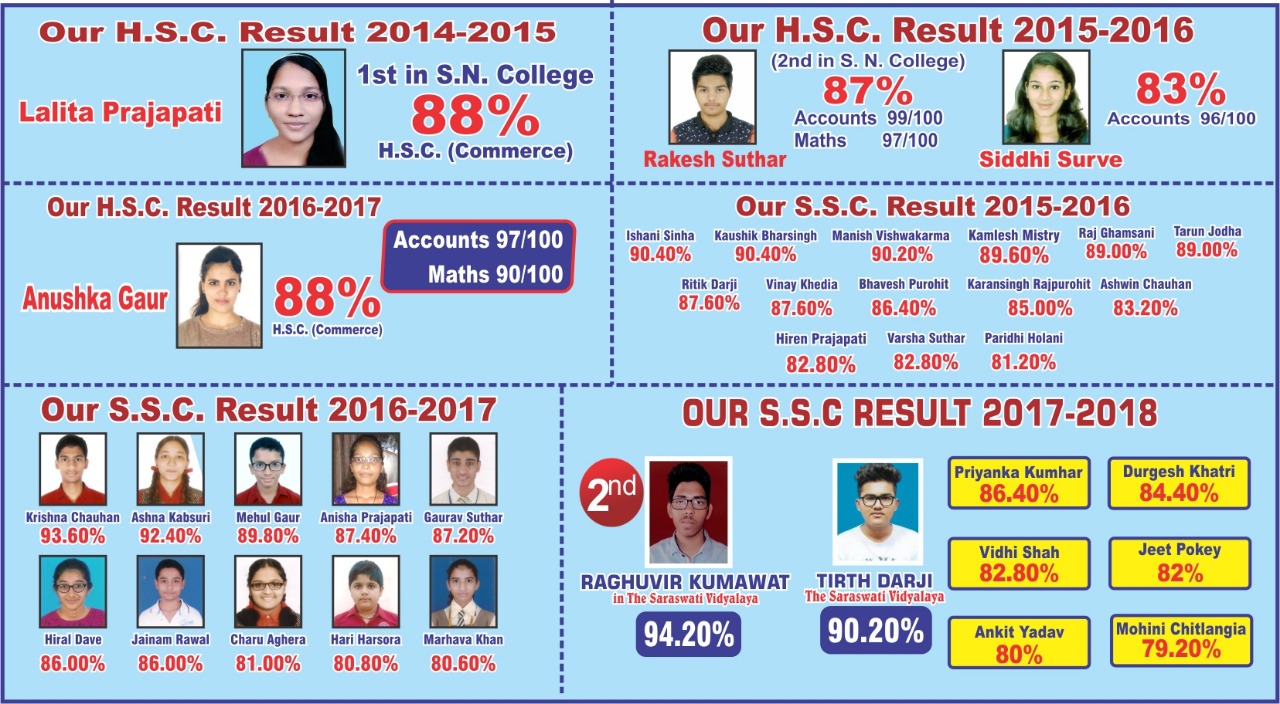 Our H.S.C. Result 2014-2015
Lalita Prajapati
1st in S.N. College
88%
H.S.C. (Commerce)
Our H.S.C. Result 2015-2016
(2nd in S. N. College)
87%
Accounts 99/100
Maths 97/100
Rakesh Suthar
83%
Accounts 96/100
Siddhi Surve
Our H.S.C. Result 2016-2017
Anushka Gaur
88%
H.S.C. (Commerce)
Accounts 97/100
Maths 90/100
Our S.S.C. Result 2015-2016
Ishani Sinha Kaushik Bharsingh Manish Vishwakarma Kamlesh Mistry Raj Ghamsani Tarun Jodha
90.40% 90.40% 90.20% 89.60% 89.00% 89.00%
Ritik Darji Vinay Khedia Bhavesh Purohit Karansingh Rajpurohit Ashwin Chauhan
87.60% 87.60% 86.40% 85.00% 83.20%
Hiren Prajapati Varsha Suthar Paridhi Holani
82.80% 82.80% 81.20%
Our S.S.C. Result 2016-2017
Krishna Chauhan Ashna Kabsuri Mehul Gaur Anisha Prajapati Gaurav Suthar
93.60% 92.40% 89.80% 87.40% 87.20%
Hiral Dave Jainam Rawal Charu Aghera Hari Harsora Marhava Khan
86.00% 86.00% 81.00% 80.80% 80.60%
OUR S.S.C RESULT 2017-2018
2nd
RAGHUVIR KUMAWAT
in The Saraswati Vidyalaya
94.20%
TIRTH DARJI
The Saraswati Vidyalaya
90.20%
Priyanka Kumhar
86.40%
Durgesh Khatri
84.40%
Vidhi Shah
82.80%
Jeet Pokey
82%
Ankit Yadav
80%
Mohini Chitlangia
79.20%